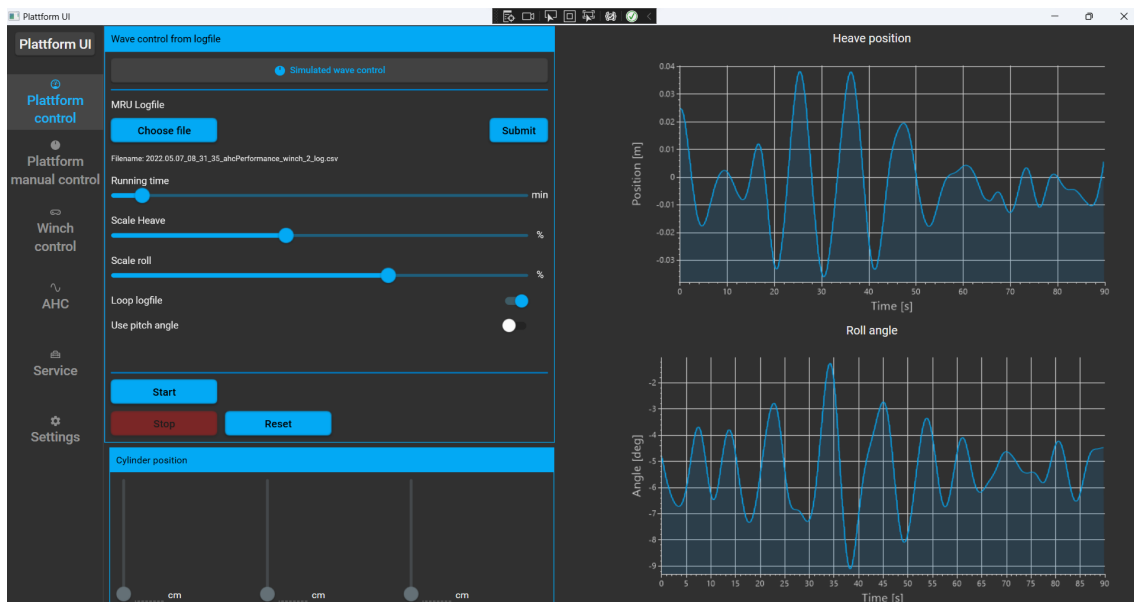 Plattform UI
Plattform UI
Plattform
control
Plattform
manual control
Winch
control
AHC
Service
Settings
Wave control from logfile
Simulated wave control
MRU Logfile
Choose file
Submit
Filename: 2022.05.07_08_31_35_ahcPerformance_winch_2_log.csv
Running time
min
Scale Heave
%
Scale roll
%
Loop logfile
Use pitch angle
Start
Stop
Reset
Cylinder position
cm
cm
cm
Heave position
Position [m]
0.04
0.03
0.02
0.01
0
-0.01
-0.02
-0.03
0 10 20 30 40 50 60 70 80 90
Time [s]
Roll angle
Angle [deg]
-2
-3
-4
-5
-6
-7
-8
-9
0 5 10 15 20 25 30 35 40 45 50 55 60 65 70 75 80 85 90
Time [s]